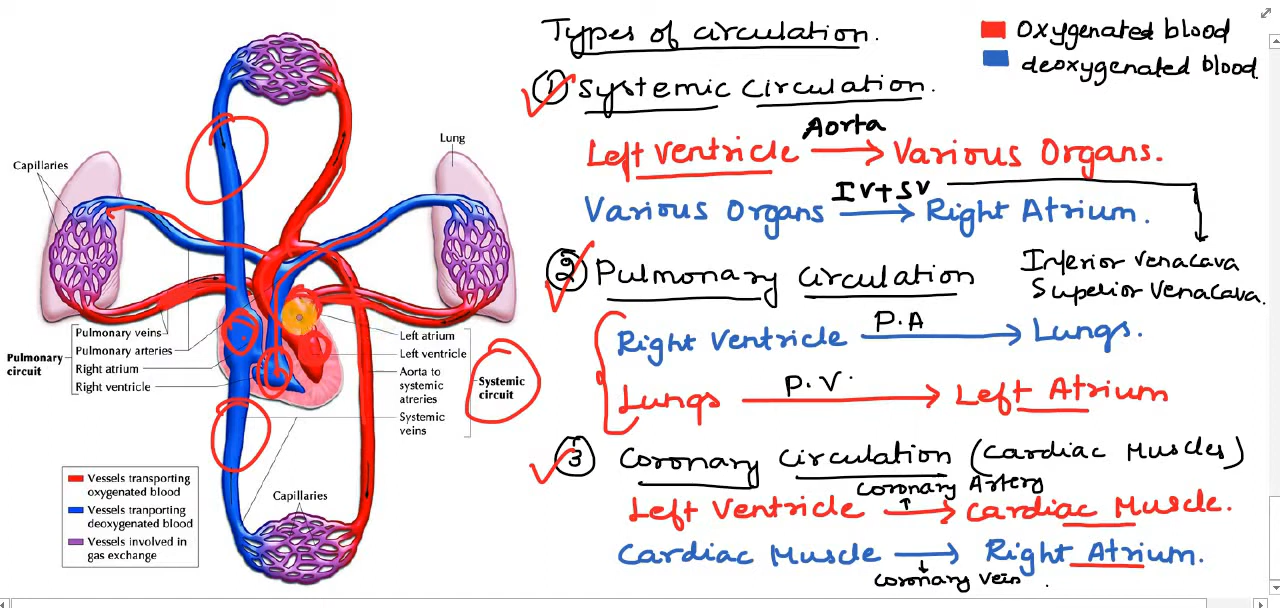 Capillaries
Lung
Pulmonary veins
Pulmonary arteries
Right atrium
Right ventricle
Pulmonary
circuit
Left atrium
Left ventricle
Aorta to
systemic
atreries
Systemic
veins
Systemic
circuit
Capillaries
Vessels transporting
oxygenated blood
Vessels tranporting
deoxygenated blood
Vessels involved in
gas exchange
Types of circulation.
Oxygenated blood
deoxygenated blood.
① Systemic Circulation.
Aorta
Left Ventricle → Various Organs.
IV+SV
Various Organs → Right Atrium.
Inferior Venacava
Superior Venacava.
② Pulmonary Circulation
P.A
Right Ventricle → Lungs.
P.V.
Lungs → Left Atrium
③ Coronary Circulation (Cardiac Muscles)
Coronary Artery
Left Ventricle → Cardiac Muscle.
Cardiac Muscle → Right Atrium.
Coronary Vein